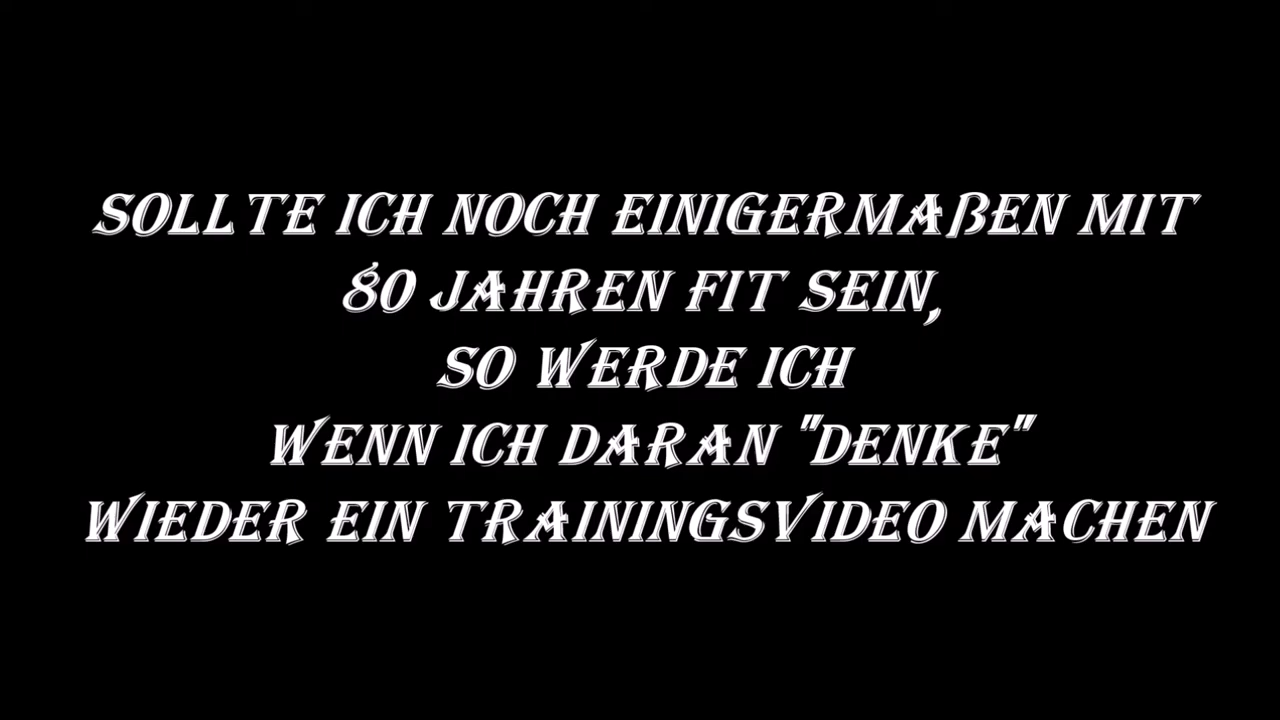 SOLLTE ICH NOCH EINIGERMAßEN MIT
80 JAHREN FIT SEIN,
SO WERDE ICH
WENN ICH DARAN "DENKE"
WIEDER EIN TRAININGSVIDEO MACHEN